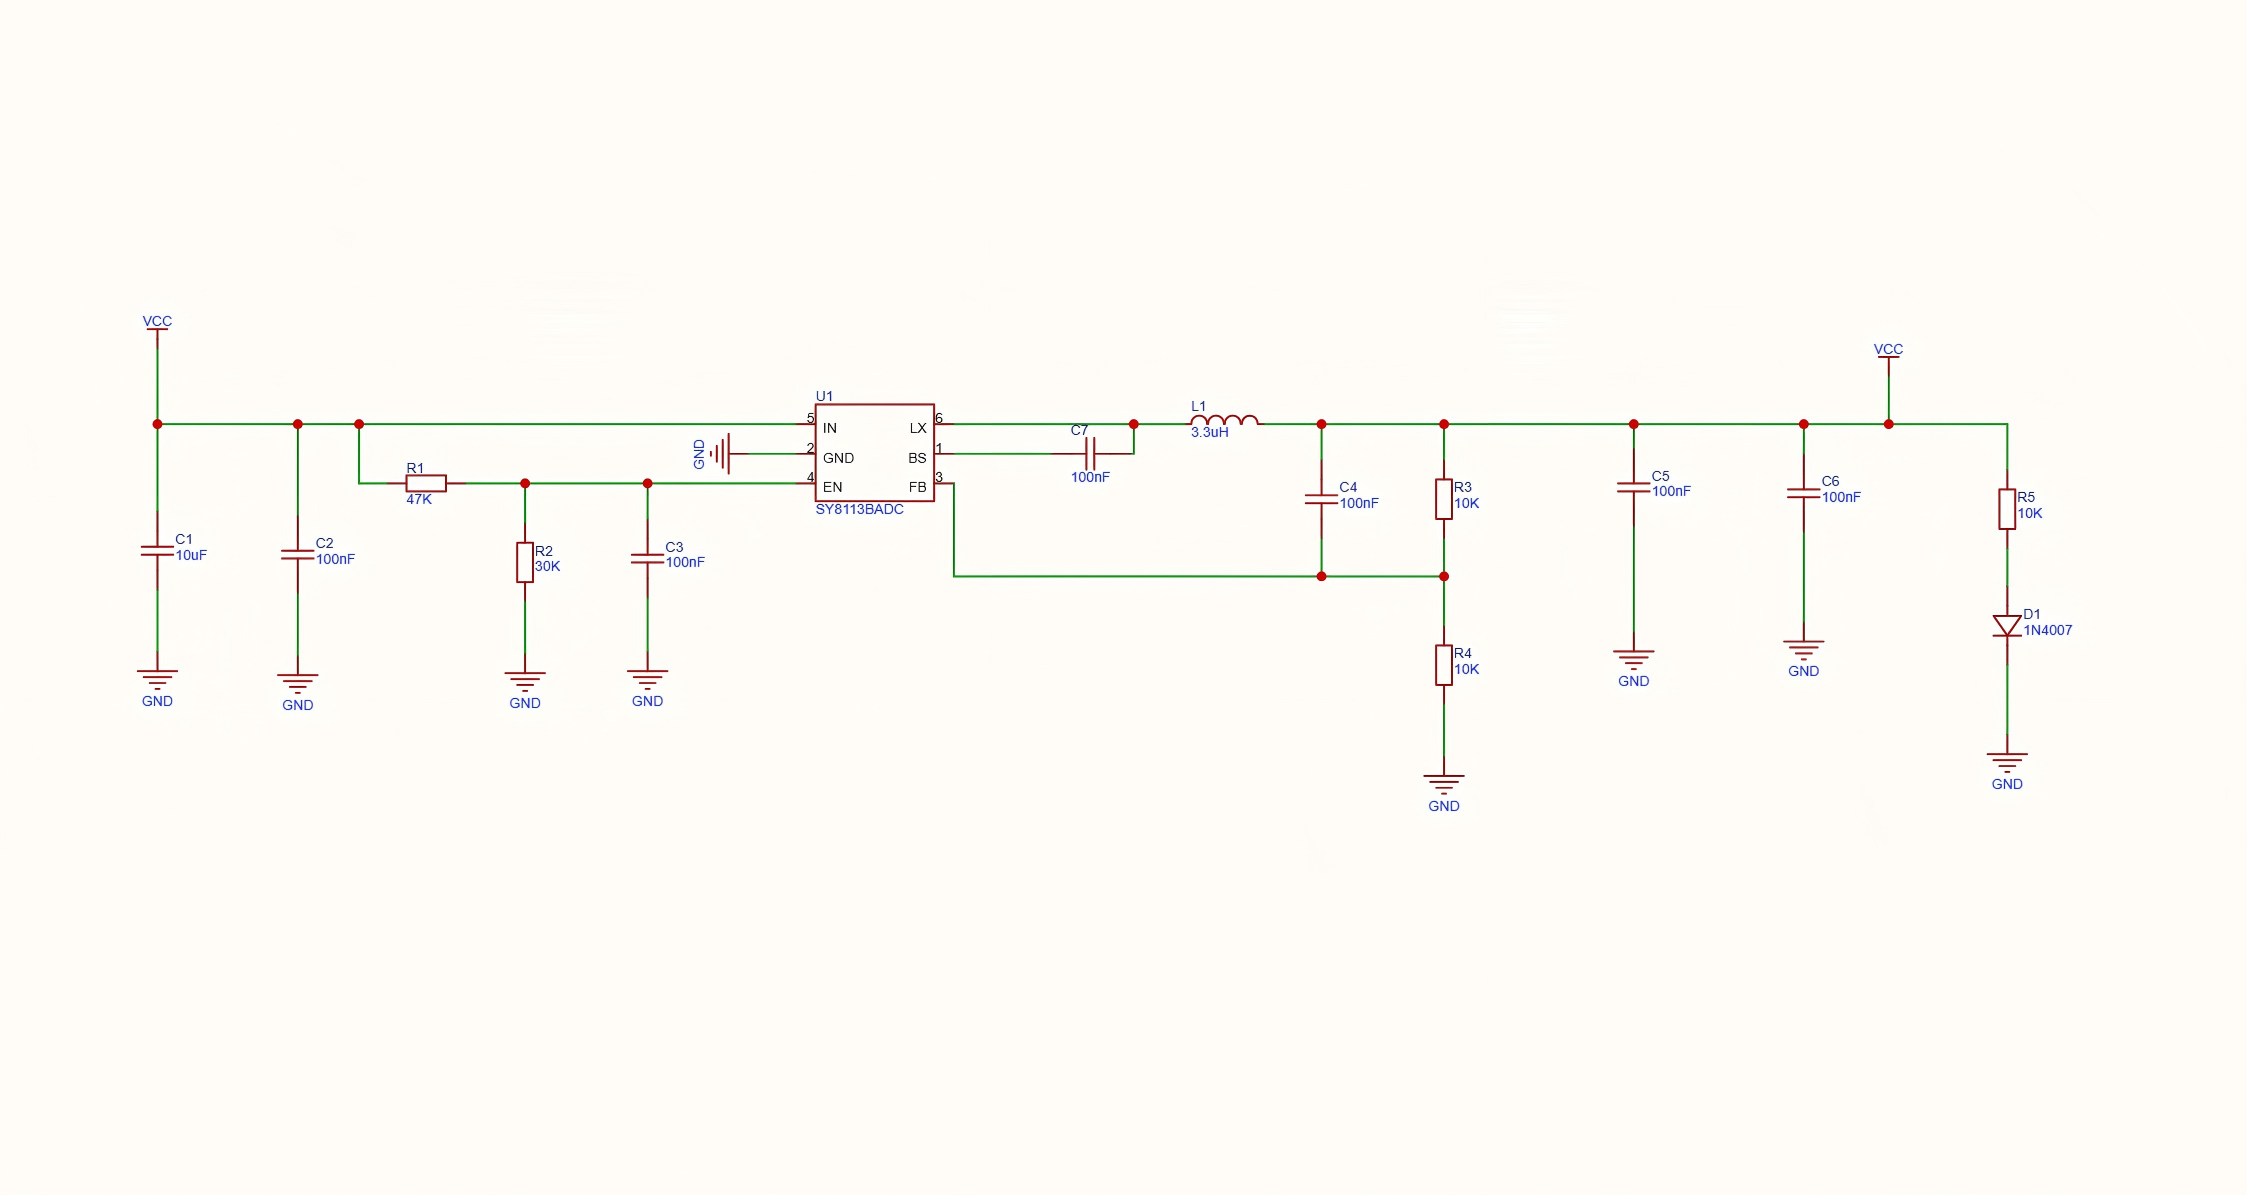 VCC
VCC
U1
5
IN
2
GND
4
EN
6
LX
1
BS
3
FB
SY8113BADC
GND
R1
47K
C7
100nF
L1
3.3uH
C1
10uF
C2
100nF
R2
30K
C3
100nF
C4
100nF
R3
10K
C5
100nF
C6
100nF
R5
10K
D1
1N4007
R4
10K
GND
GND
GND
GND
GND
GND
GND
GND